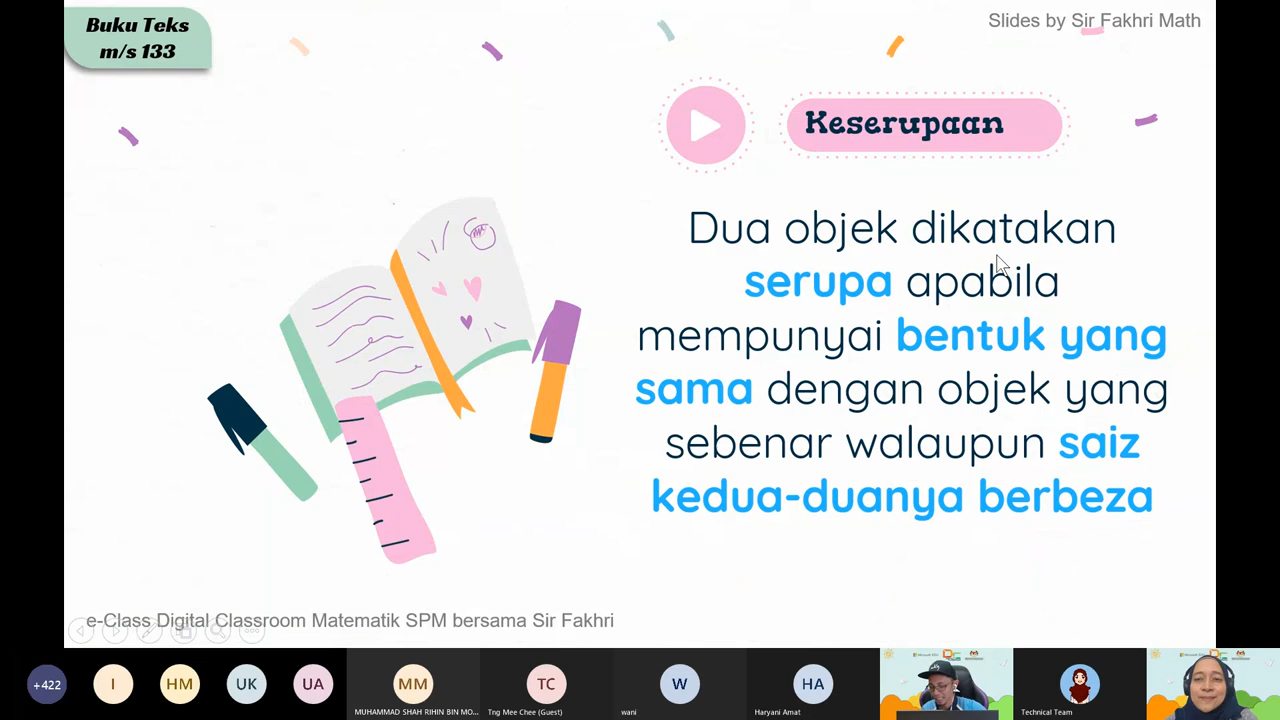 Buku Teks
m/s 133
Slides by Sir Fakhri Math
Keserupaan
Dua objek dikatakan
serupa apabila
mempunyai bentuk yang
sama dengan objek yang
sebenar walaupun saiz
kedua-duanya berbeza
e-Class Digital Classroom Matematik SPM bersama Sir Fakhri
+422
I
HM
UK
UA
MM
MUHAMMAD SHAH RIHIN BIN MO...
TC
Tng Mee Chee (Guest)
W
wani
HA
Haryani Amat
Technical Team